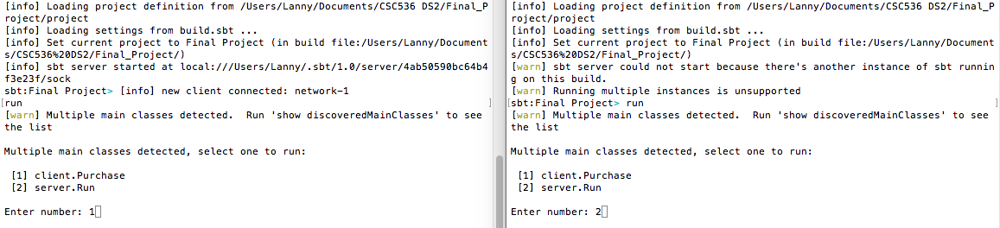 [info] Loading project definition from /Users/Lanny/Documents/CSC536 DS2/Final_P
roject/project
[info] Loading settings from build.sbt ...
[info] Set current project to Final Project (in build file:/Users/Lanny/Document
s/CSC536%20DS2/Final_Project/)
[info] sbt server started at local:///Users/Lanny/.sbt/1.0/server/4ab50590bc64b4
f3e23f/sock
sbt:Final Project> [info] new client connected: network-1
[run ]
[warn] Multiple main classes detected.  Run 'show discoveredMainClasses' to see
the list
Multiple main classes detected, select one to run:
[1] client.Purchase
[2] server.Run
Enter number: 1
[info] Loading project definition from /Users/Lanny/Documents/CSC536 DS2/Final_P
roject/project
[info] Loading settings from build.sbt ...
[info] Set current project to Final Project (in build file:/Users/Lanny/Document
s/CSC536%20DS2/Final_Project/)
[warn] sbt server could not start because there's another instance of sbt runnin
g on this build.
[warn] Running multiple instances is unsupported
[sbt:Final Project> run ]
[warn] Multiple main classes detected.  Run 'show discoveredMainClasses' to see
the list
Multiple main classes detected, select one to run:
[1] client.Purchase
[2] server.Run
Enter number: 2